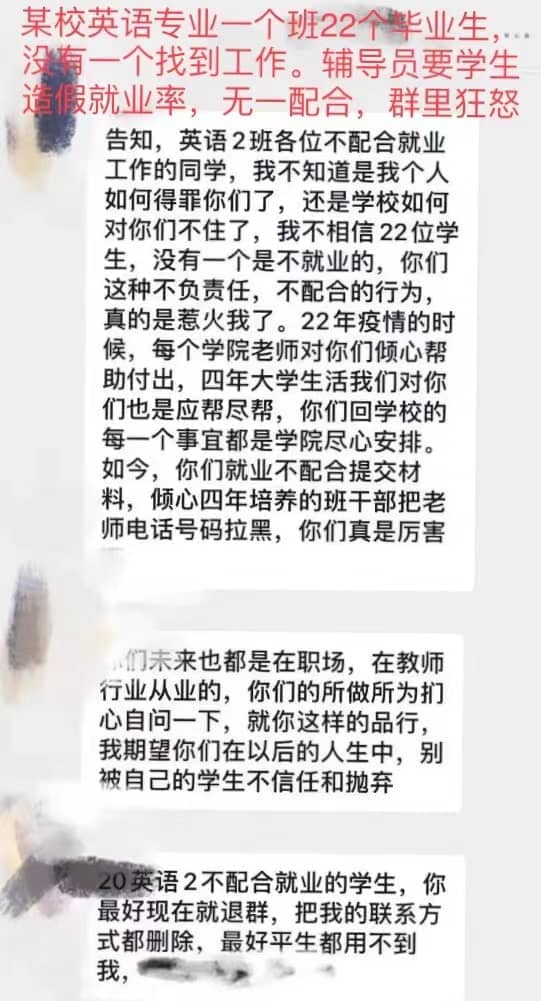 某校英语专业一个班22个毕业生，
没有一个找到工作。辅导员要学生
造假就业率，无一配合，群里狂怒
告知，英语2班各位不配合就业
工作的同学，我不知道是我个人
如何得罪你们了，还是学校如何
对你们不住了，我不相信22位学
生，没有一个是不就业的，你们
这种不负责任，不配合的行为，
真的是惹火我了。22年疫情的时
候，每个学院老师对你们倾心帮
助付出，四年大学生活我们对你
们也是应帮尽帮，你们回学校的
每一个事宜都是学院尽心安排。
如今，你们就业不配合提交材
料，倾心四年培养的班干部把老
师电话号码拉黑，你们真是厉害
们未来也都是在职场，在教师
行业从业的，你们的所做所为扪
心自问一下，就你这样的品行，
我期望你们在以后的人生中，别
被自己的学生不信任和抛弃
20英语2不配合就业的学生，你
最好现在就退群，把我的联系方
式都删除，最好平生都用不到
我，